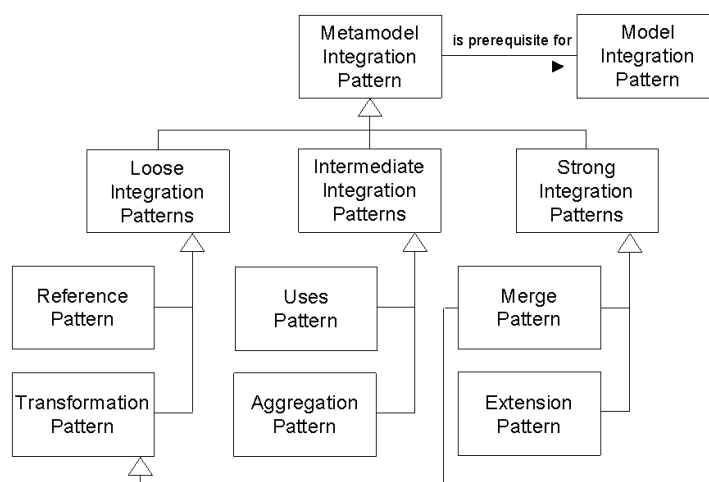 Metamodel
Integration
Pattern
is prerequisite for
Model
Integration
Pattern
Loose
Integration
Patterns
Intermediate
Integration
Patterns
Strong
Integration
Patterns
Reference
Pattern
Uses
Pattern
Merge
Pattern
Transformation
Pattern
Aggregation
Pattern
Extension
Pattern